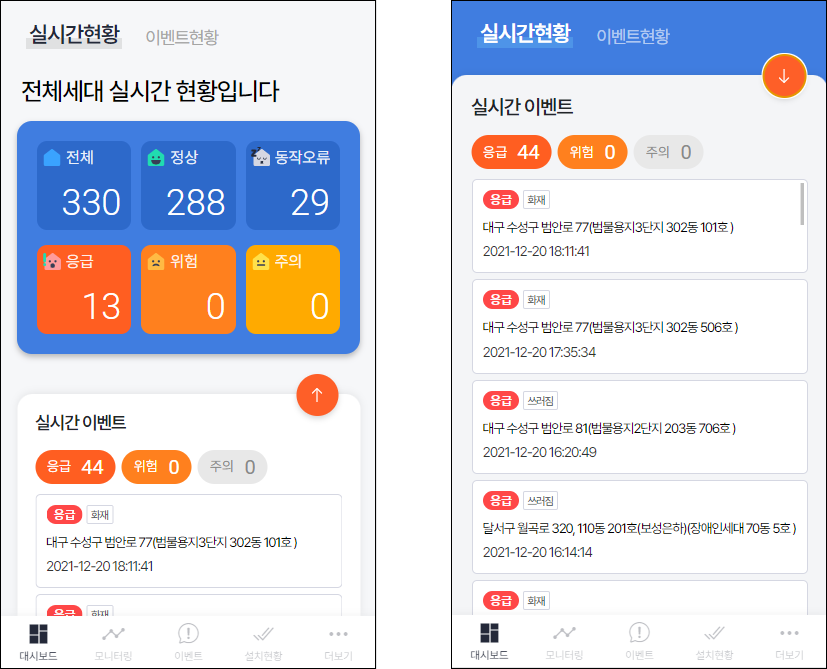 실시간현황 이벤트현황
전체세대 실시간 현황입니다
전체 정상 동작오류
330 288 29
응급 위험 주의
13 0 0
실시간 이벤트
응급 44 위험 0 주의 0
응급 화재
대구 수성구 범안로 77(범물용지3단지 302동 101호 )
2021-12-20 18:11:41
응급 화재
대시보드 모니터링 이벤트 설치현황 더보기
실시간현황 이벤트현황
실시간 이벤트
응급 44 위험 0 주의 0
응급 화재
대구 수성구 범안로 77(범물용지3단지 302동 101호 )
2021-12-20 18:11:41
응급 화재
대구 수성구 범안로 77(범물용지3단지 302동 506호 )
2021-12-20 17:35:34
응급 쓰러짐
대구 수성구 범안로 81(범물용지2단지 203동 706호 )
2021-12-20 16:20:49
응급 쓰러짐
달서구 월곡로 320, 110동 201호(보성은하)(장애인세대 70동 5호 )
2021-12-20 16:14:14
응급 화재
대시보드 모니터링 이벤트 설치현황 더보기